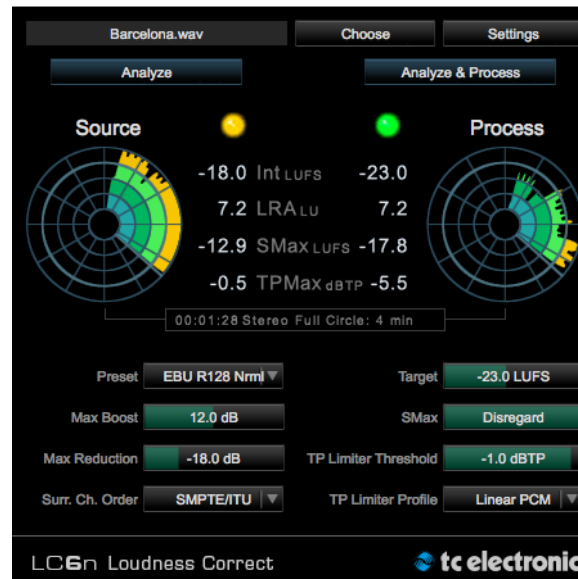 Barcelona.wav Choose Settings
Analyze Analyze & Process
Source Process
-18.0 Int LUFS -23.0
7.2 LRA LU 7.2
-12.9 SMax LUFS -17.8
-0.5 TPMax dBTP -5.5
00:01:28 Stereo Full Circle: 4 min
Preset EBU R128 Nrml Target -23.0 LUFS
Max Boost 12.0 dB SMax Disregard
Max Reduction -18.0 dB TP Limiter Threshold -1.0 dBTP
Surr. Ch. Order SMPTE/ITU TP Limiter Profile Linear PCM
LC6n Loudness Correct tc electronic